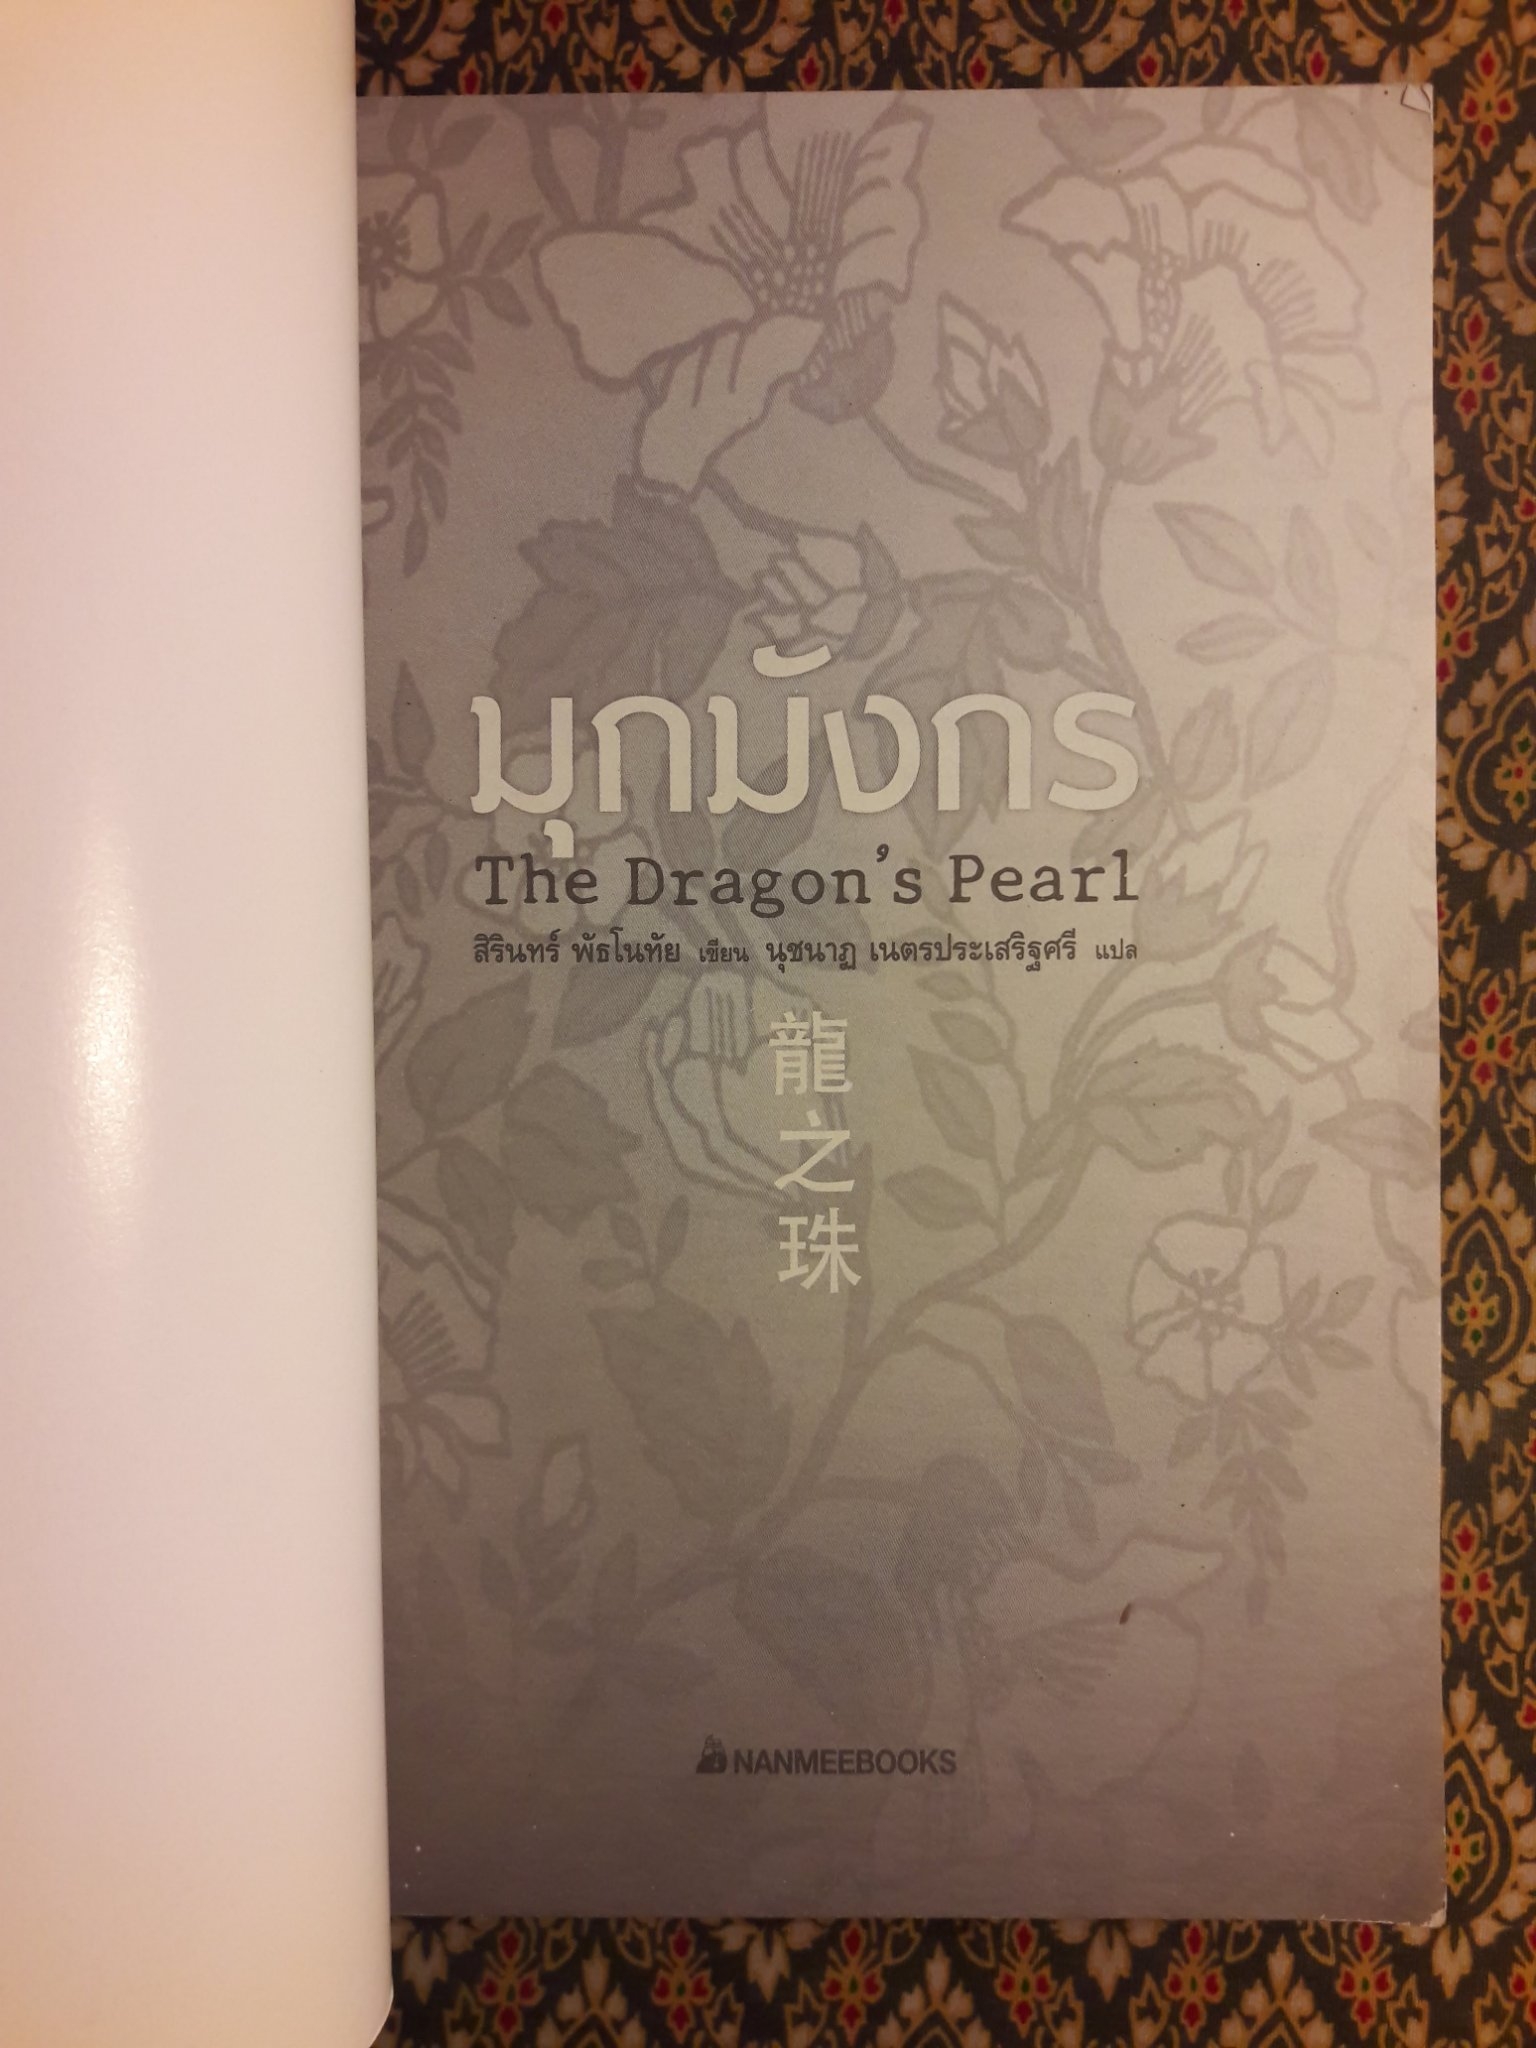 มุกมังกร
The Dragon's Pearl
สิรินทร์ พัธโนทัย เขียน นุชนาฏ เนตรประเสริฐศรี แปล
龍
之
珠
NANMEEBOOKS